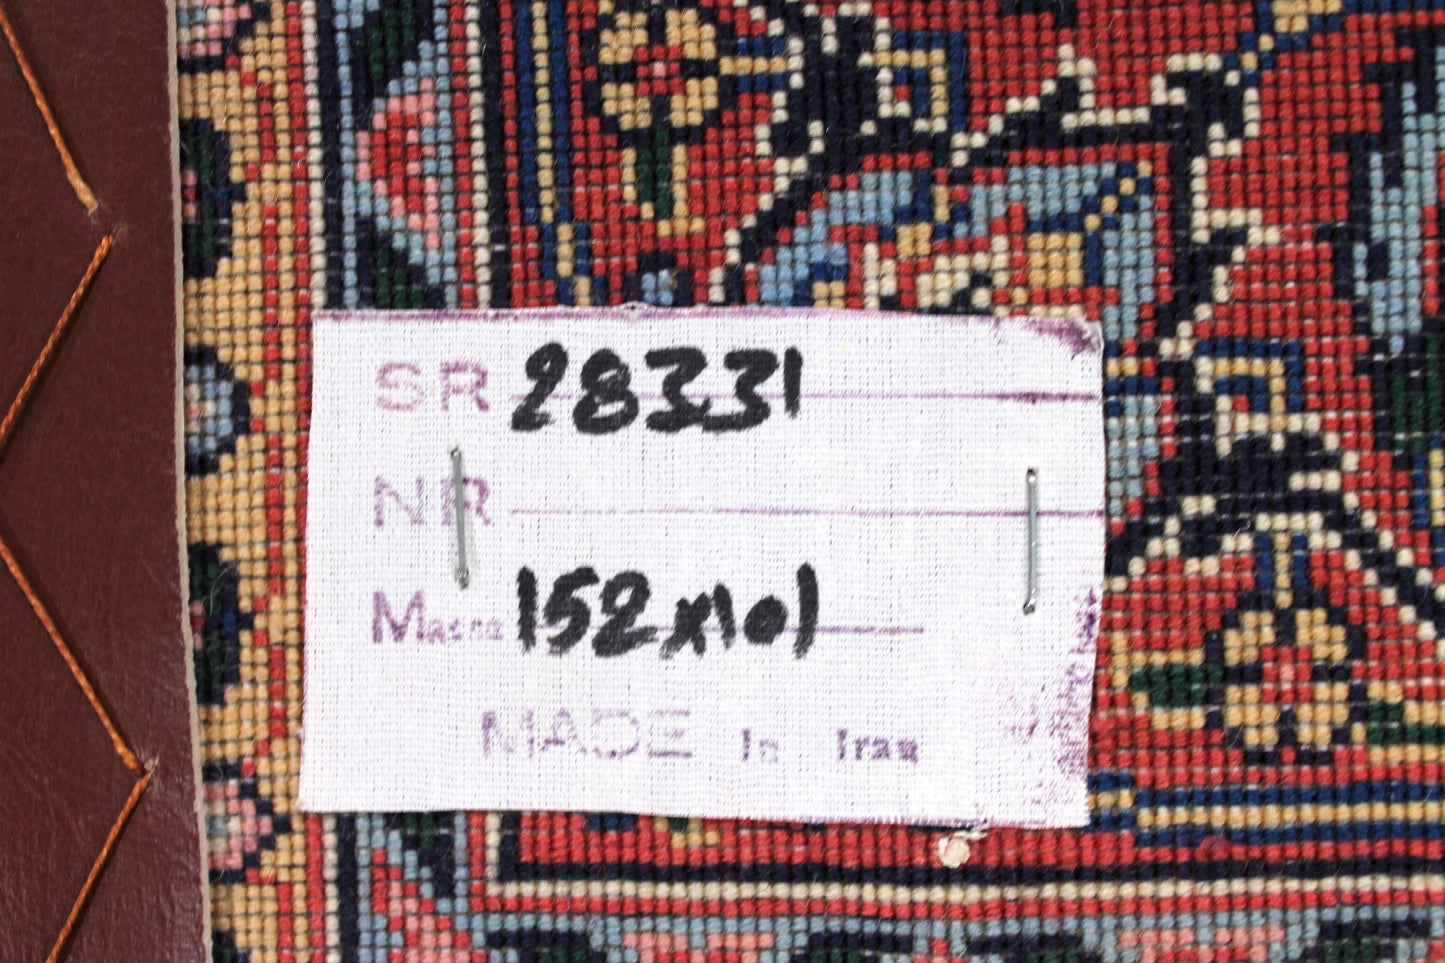 SR 28331
NR
Masse 152x101
MADE In Iran